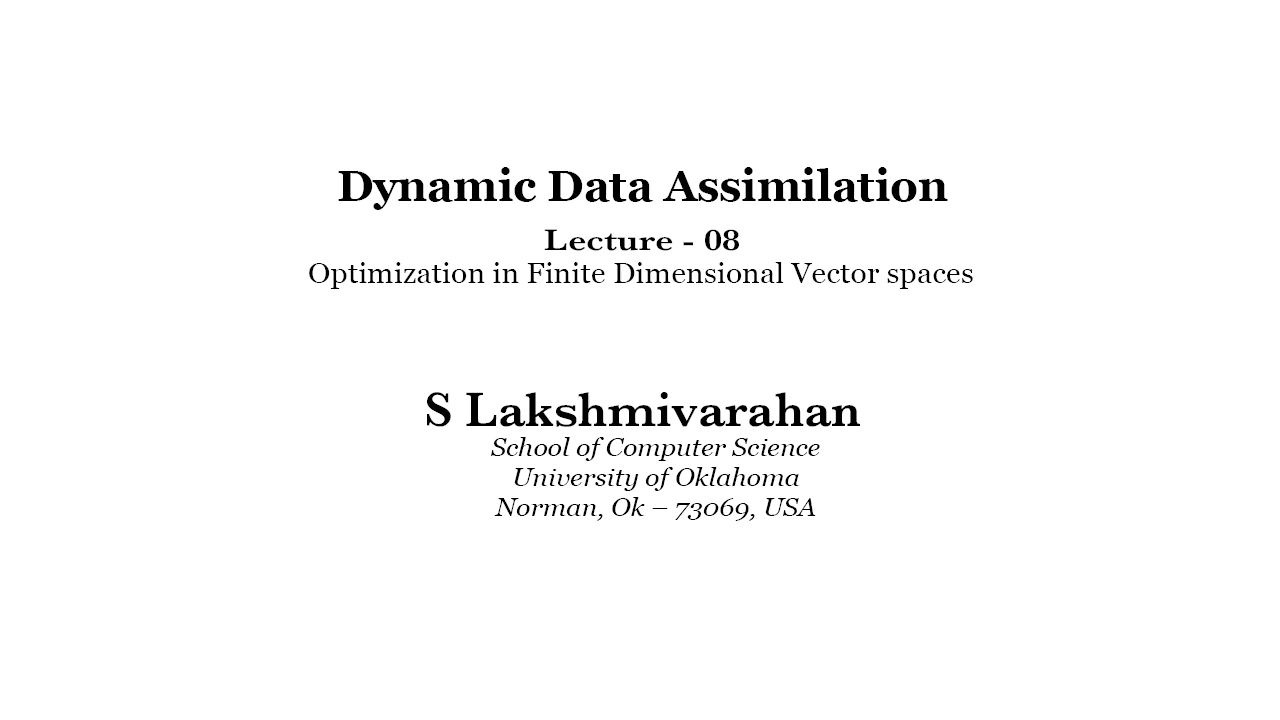 Dynamic Data Assimilation
Lecture - 08
Optimization in Finite Dimensional Vector spaces
S Lakshmivarahan
School of Computer Science
University of Oklahoma
Norman, Ok – 73069, USA